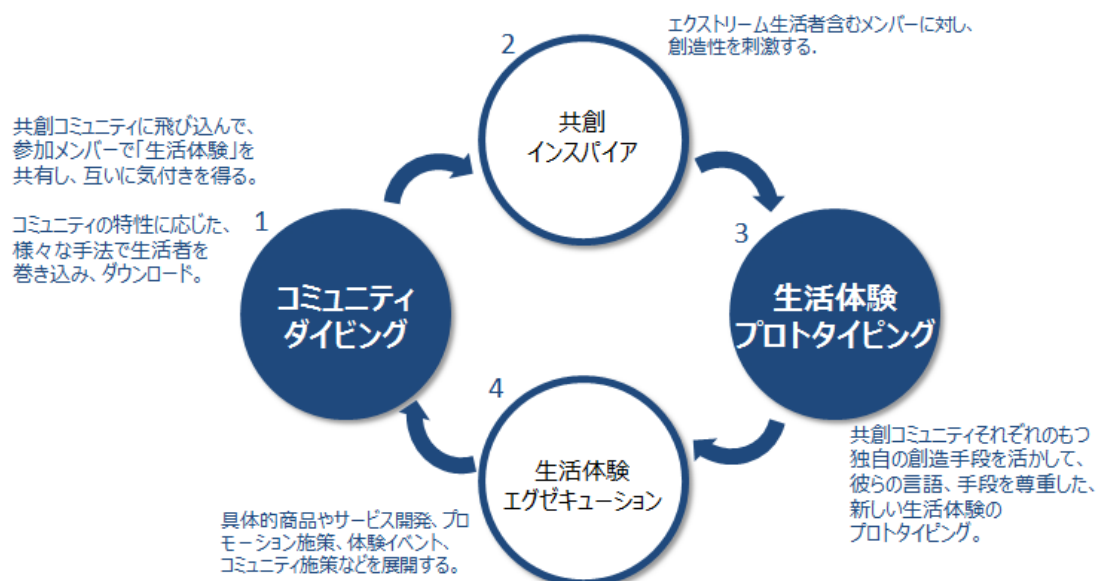 共創コミュニティに飛び込んで、
参加メンバーで「生活体験」を
共有し、互いに気付きを得る。
コミュニティの特性に応じた、
様々な手法で生活者を
巻き込み、ダウンロード。
1
コミュニティ
ダイビング
2
エクストリーム生活者含むメンバーに対し、
創造性を刺激する.
共創
インスパイア
3
生活体験
プロトタイピング
共創コミュニティそれぞれのもつ
独自の創造手段を活かして、
彼らの言語、手段を尊重した、
新しい生活体験の
プロトタイピング。
4
生活体験
エグゼキューション
具体的商品やサービス開発、プロ
モーション施策、体験イベント、
コミュニティ施策などを展開する。